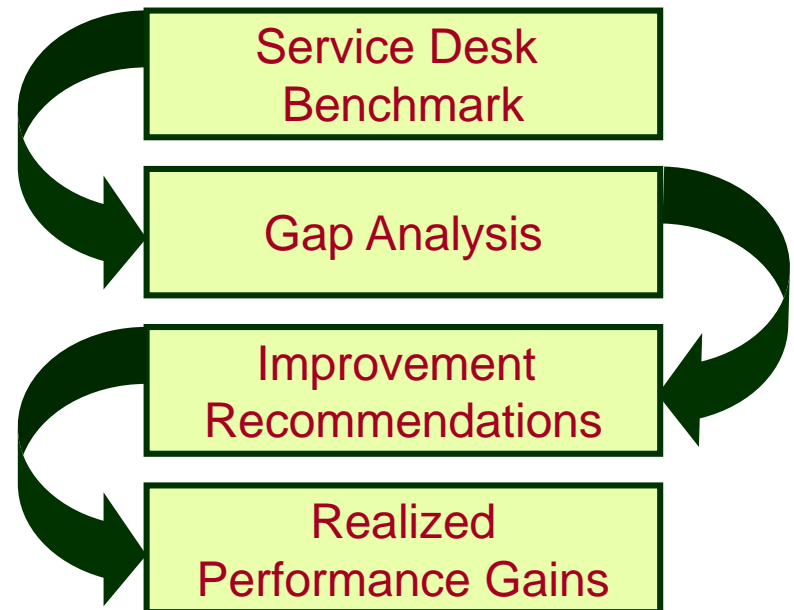 Service Desk
Benchmark
Gap Analysis
Improvement
Recommendations
Realized
Performance Gains